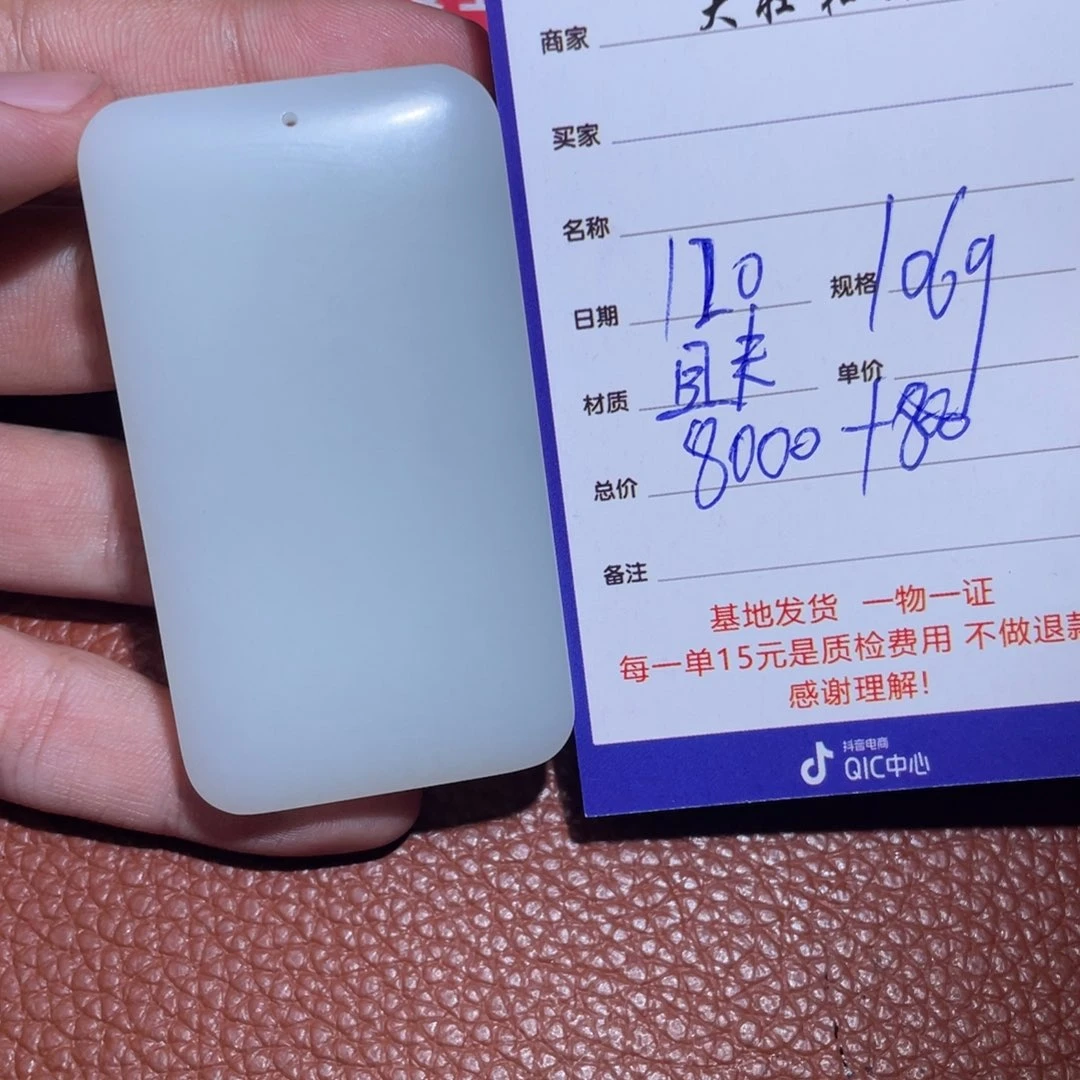 商家
买家
名称
日期 120 规格 106g
材质 且末 单价
总价 8000+80
备注
基地发货 一物一证
每一单15元是质检费用 不做退款
感谢理解!
抖音电商
QIC中心